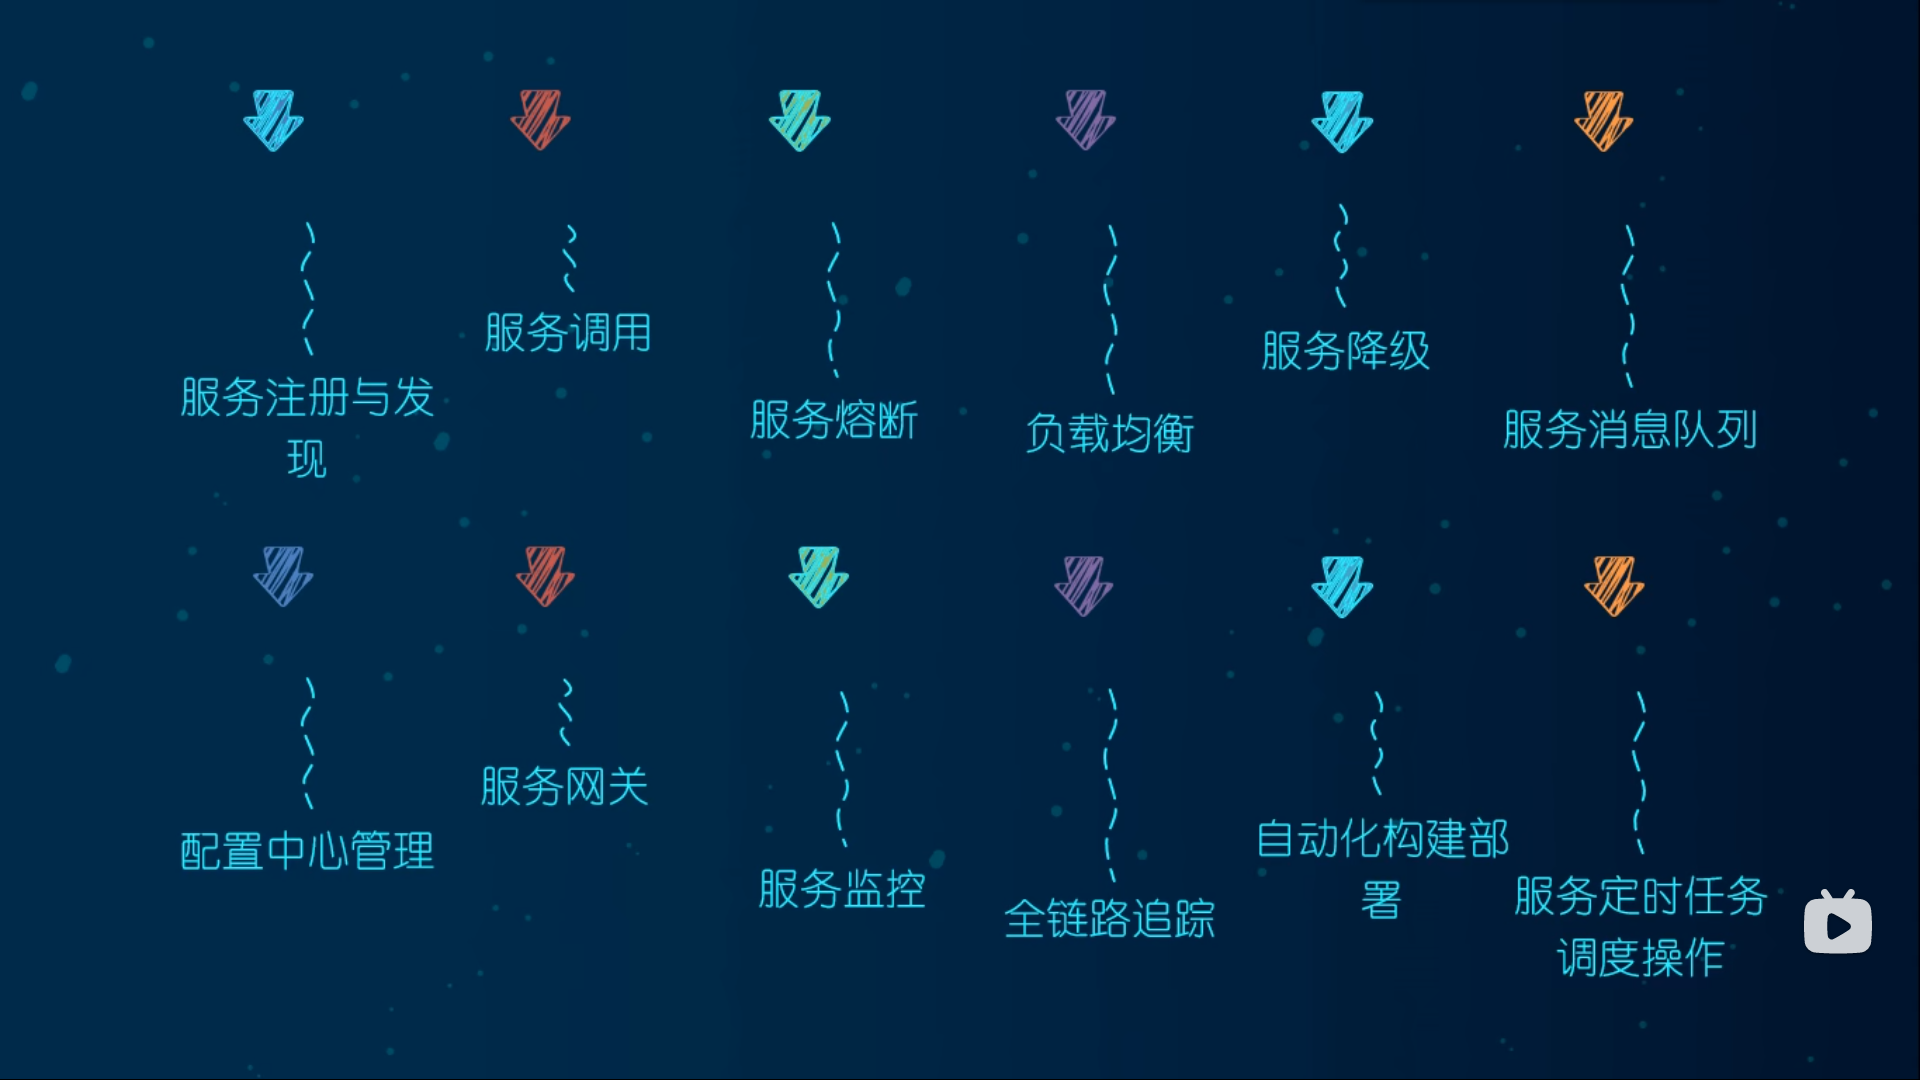 服务注册与发
现
服务调用
服务熔断
负载均衡
服务降级
服务消息队列
配置中心管理
服务网关
服务监控
全链路追踪
自动化构建部
署
服务定时任务
调度操作